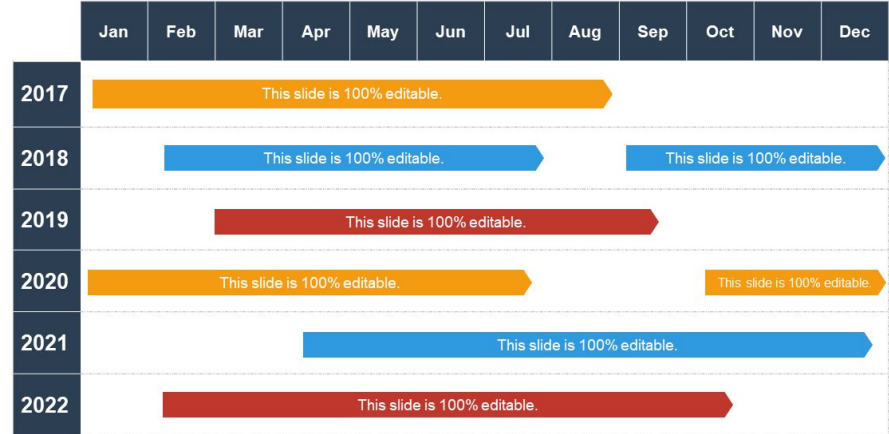 Jan Feb Mar Apr May Jun Jul Aug Sep Oct Nov Dec
2017 This slide is 100% editable.
2018 This slide is 100% editable. This slide is 100% editable.
2019 This slide is 100% editable.
2020 This slide is 100% editable. This slide is 100% editable.
2021 This slide is 100% editable.
2022 This slide is 100% editable.